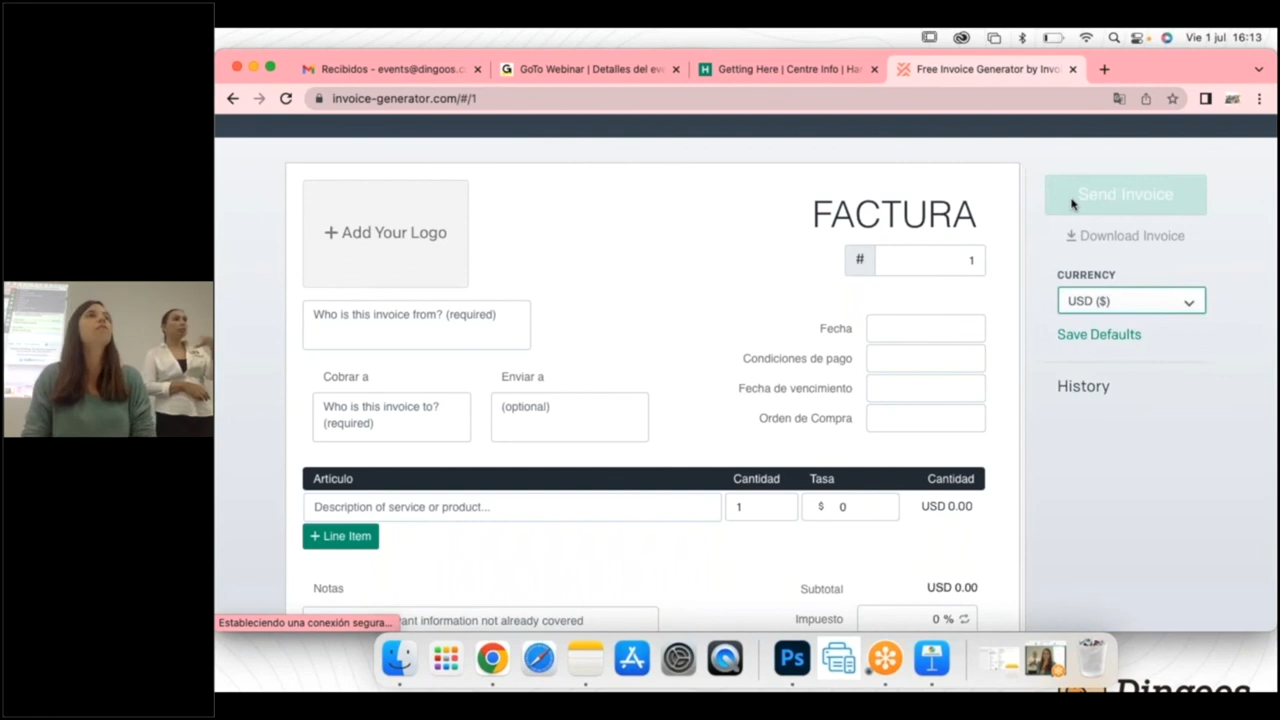 Vie 1 jul 16:13
Recibidos - events@dingoos.c
GoTo Webinar | Detalles del ev
Getting Here | Centre Info | Ha
Free Invoice Generator by Invo
invoice-generator.com/#/1
+ Add Your Logo
FACTURA
# 1
Send Invoice
Download Invoice
CURRENCY
USD ($)
Save Defaults
History
Who is this invoice from? (required)
Fecha
Condiciones de pago
Fecha de vencimiento
Orden de Compra
Cobrar a
Enviar a
Who is this invoice to?
(required)
(optional)
Artículo Cantidad Tasa Cantidad
Description of service or product... 1 $ 0 USD 0.00
+ Line Item
Notas
Subtotal USD 0.00
Estableciendo una conexión segura...
information not already covered
Impuesto 0 %
Ps
Dingoos